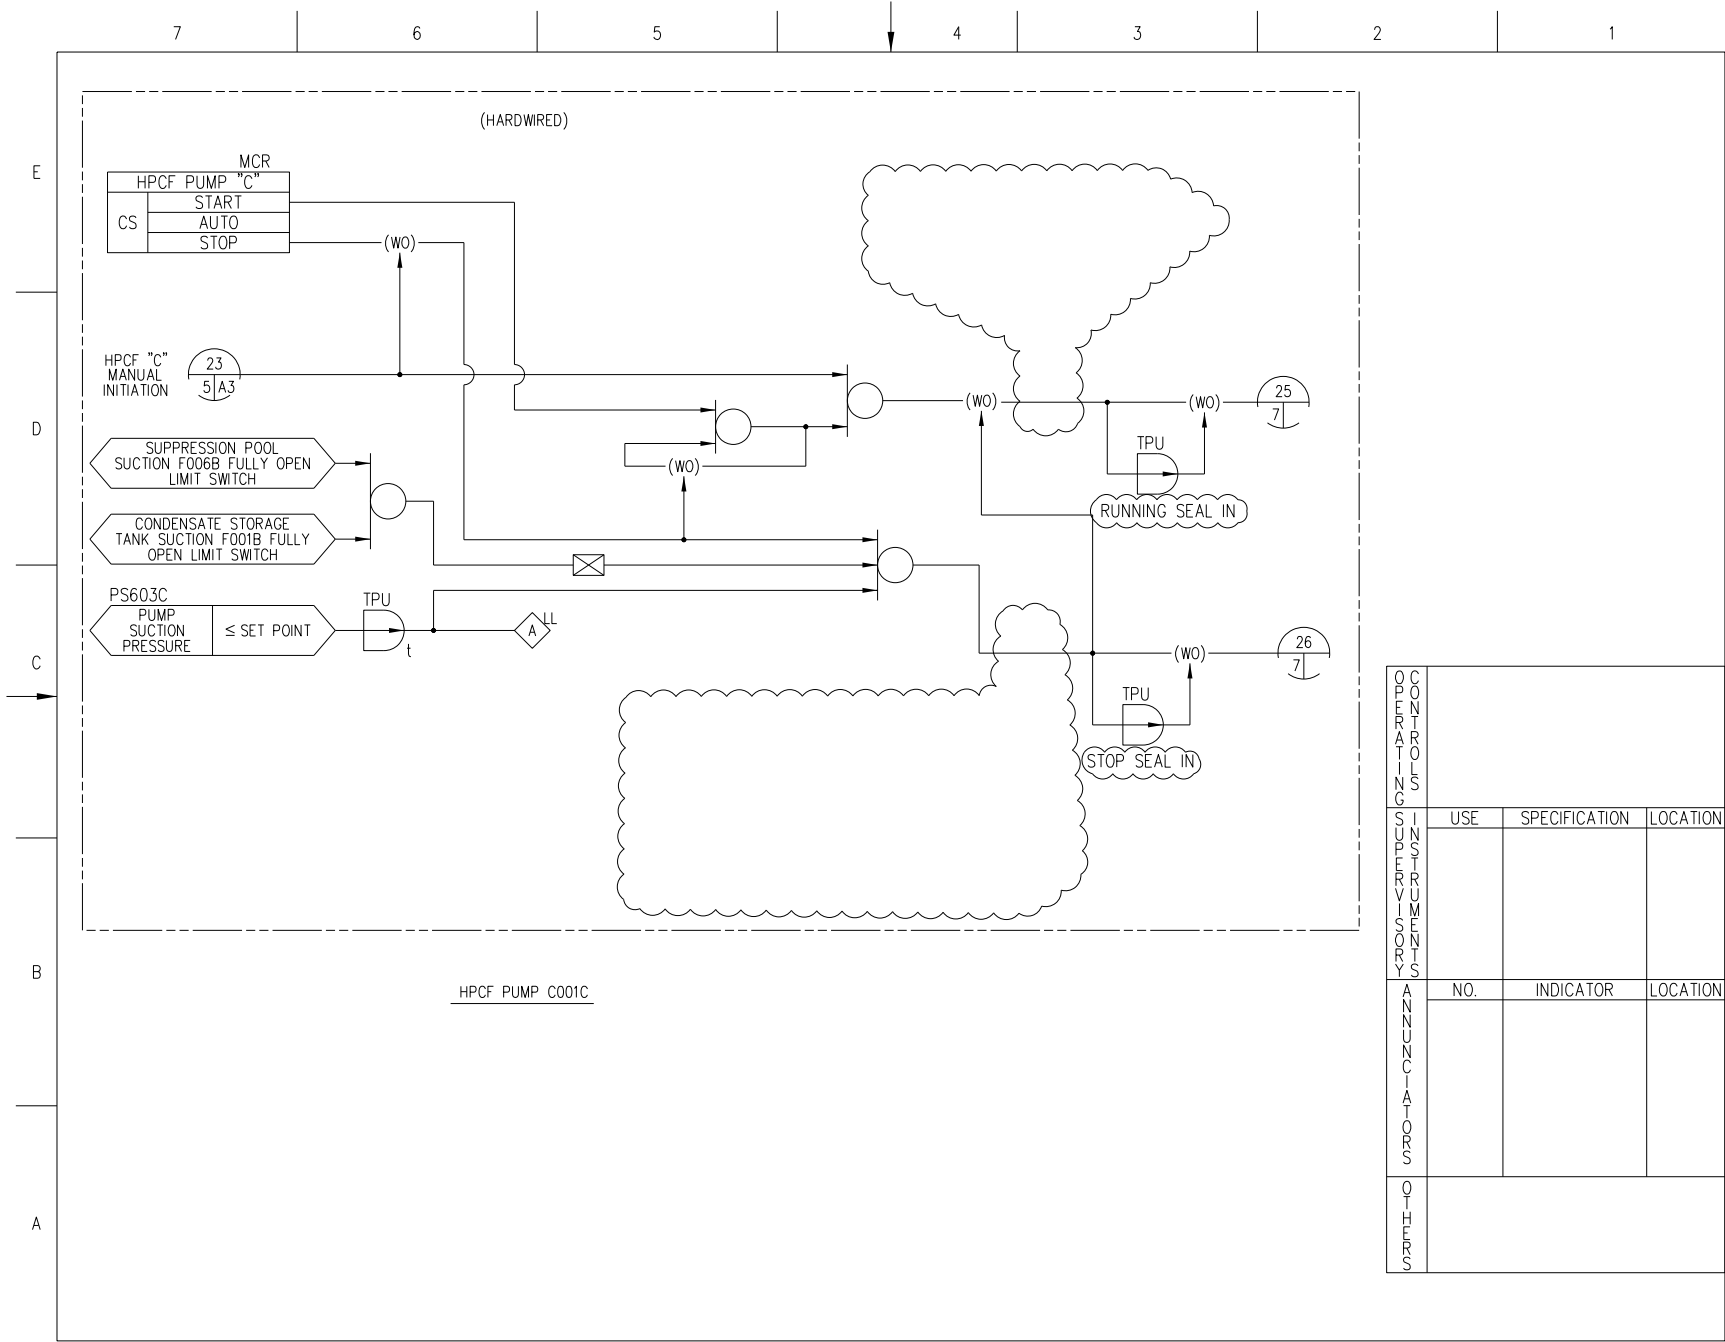 7 6 5 4 3 2 1
E
D
C
B
A
(HARDWIRED)
MCR
HPCF PUMP "C"
CS
START
AUTO
STOP
(WO)
HPCF "C"
MANUAL
INITIATION
23
5 A3
SUPPRESSION POOL
SUCTION F006B FULLY OPEN
LIMIT SWITCH
CONDENSATE STORAGE
TANK SUCTION F001B FULLY
OPEN LIMIT SWITCH
PS603C
PUMP
SUCTION
PRESSURE
≤ SET POINT
TPU
t
A
LL
(WO)
(WO)
(WO)
25
7
TPU
RUNNING SEAL IN
(WO)
26
7
TPU
STOP SEAL IN
HPCF PUMP C001C
OPERATING
CONTROLS
SUPERVISORY
INSTRUMENTS
USE SPECIFICATION LOCATION
ANNUNCIATORS
NO. INDICATOR LOCATION
OTHERS